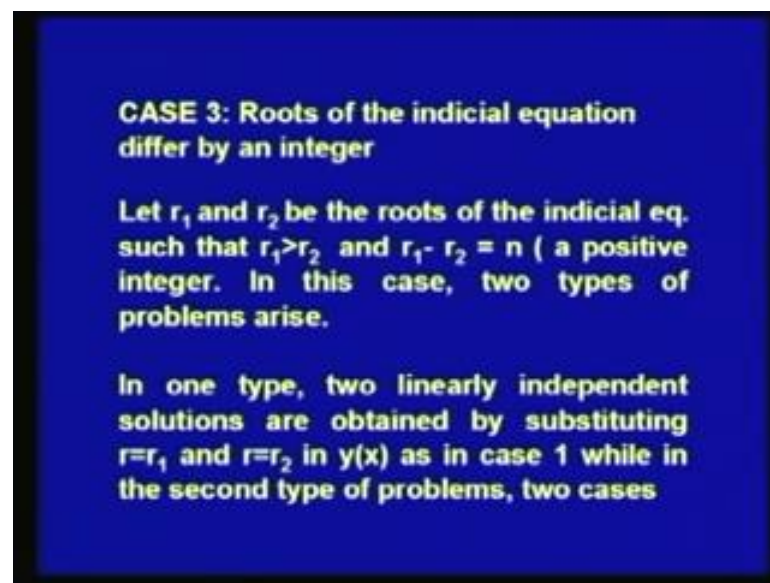 CASE 3: Roots of the indicial equation
differ by an integer
Let r₁ and r₂ be the roots of the indicial eq.
such that r₁>r₂ and r₁- r₂ = n ( a positive
integer. In this case, two types of
problems arise.
In one type, two linearly independent
solutions are obtained by substituting
r=r₁ and r=r₂ in y(x) as in case 1 while in
the second type of problems, two cases